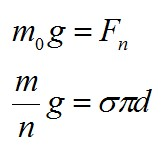 m₀g = Fₙ
m/n g = σπd